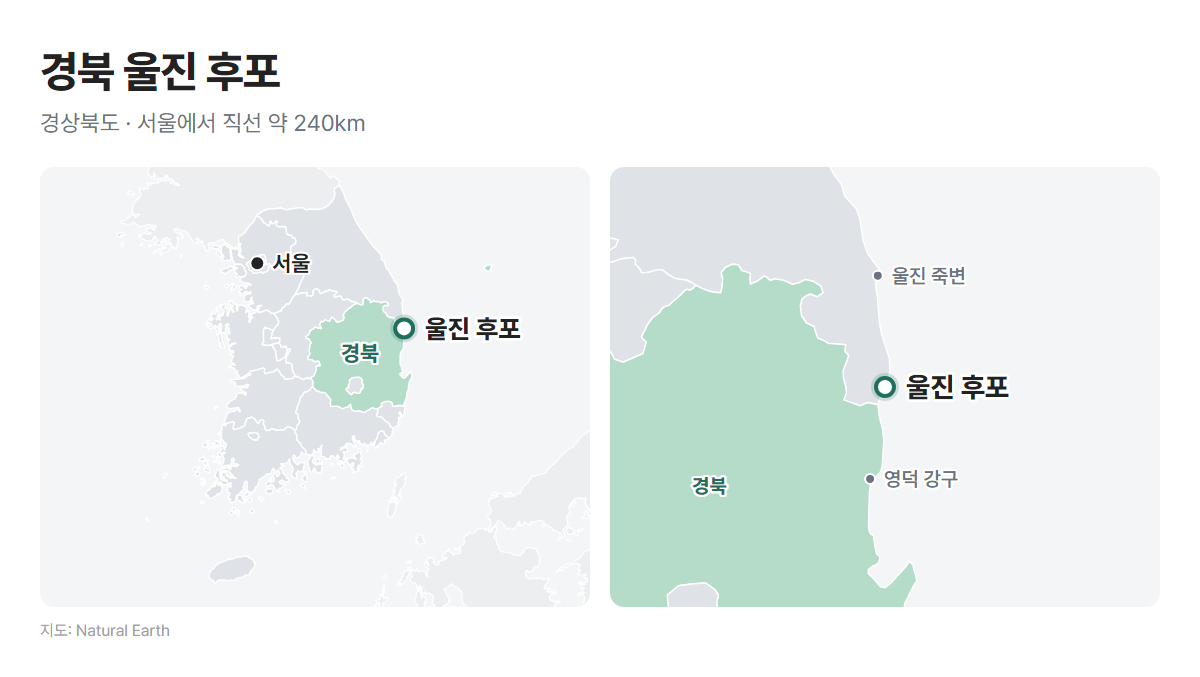 경북 울진 후포
경상북도 · 서울에서 직선 약 240km
서울
울진 후포
경북
울진 죽변
울진 후포
영덕 강구
경북
지도: Natural Earth